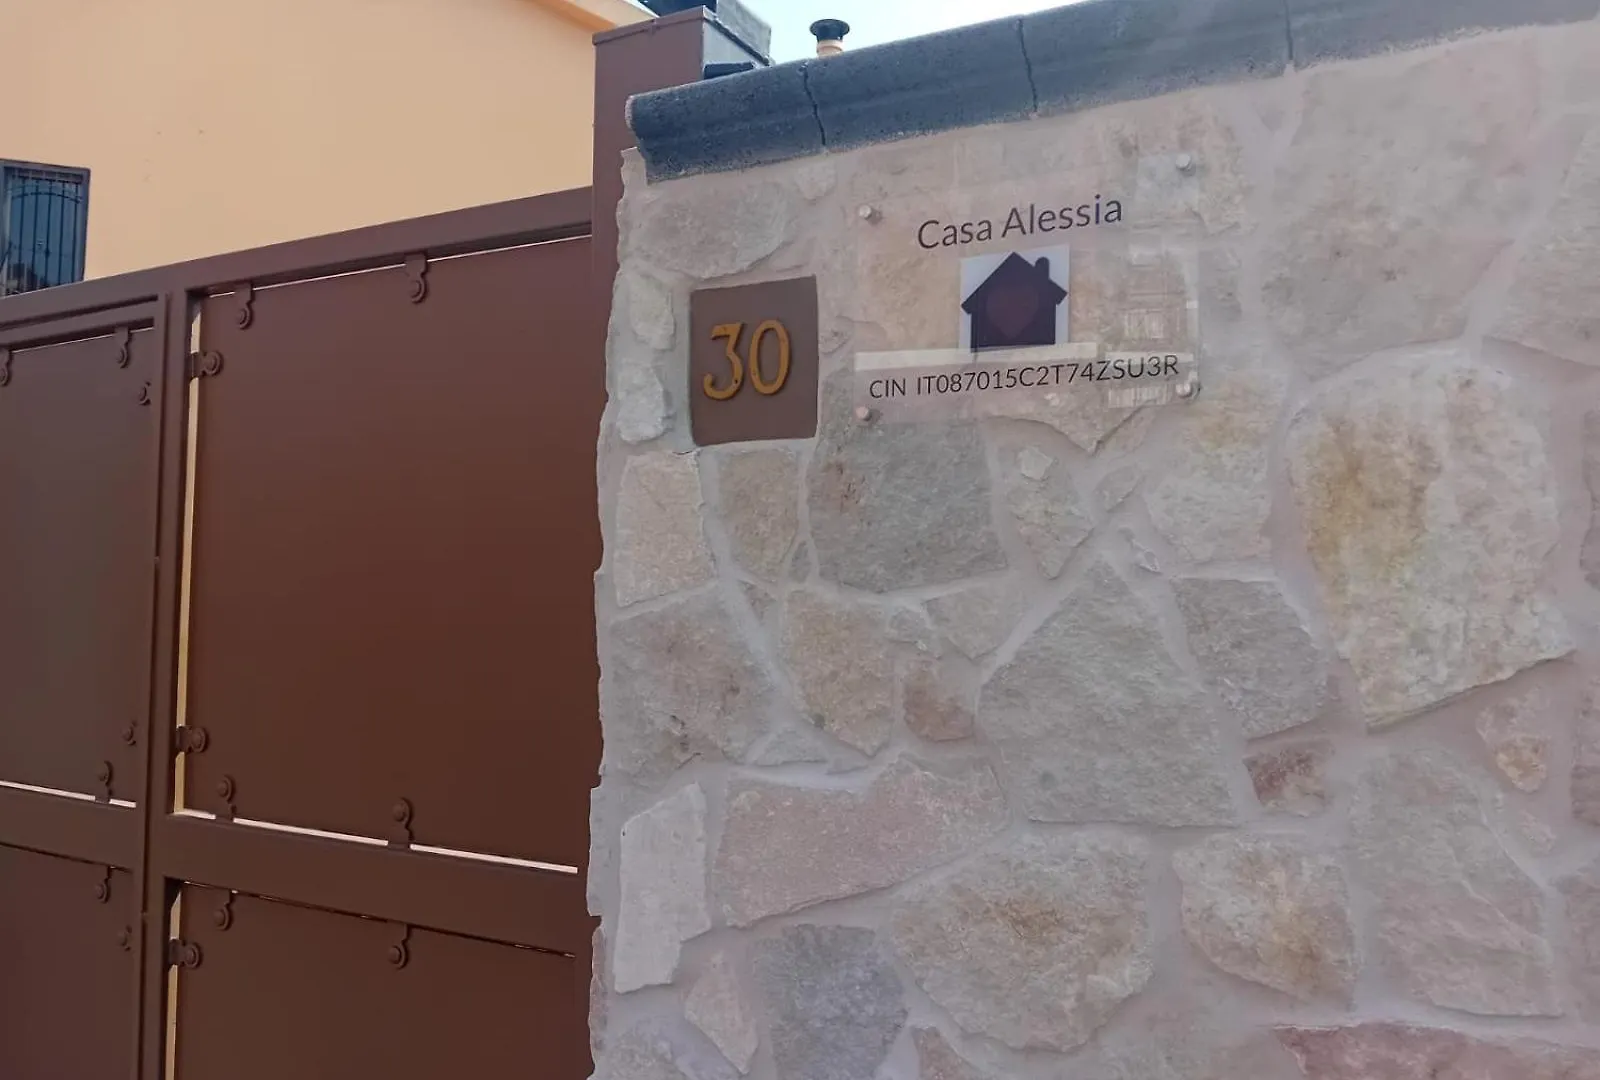 Casa Alessia
30
CIN IT087015C2T74ZSU3R